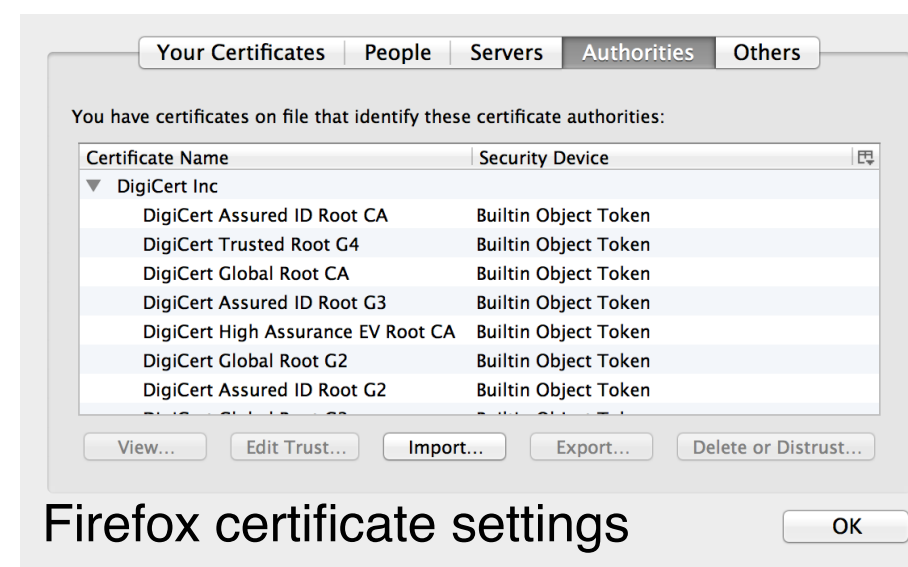 Your Certificates People Servers Authorities Others
You have certificates on file that identify these certificate authorities:
Certificate Name Security Device
DigiCert Inc
DigiCert Assured ID Root CA Builtin Object Token
DigiCert Trusted Root G4 Builtin Object Token
DigiCert Global Root CA Builtin Object Token
DigiCert Assured ID Root G3 Builtin Object Token
DigiCert High Assurance EV Root CA Builtin Object Token
DigiCert Global Root G2 Builtin Object Token
DigiCert Assured ID Root G2 Builtin Object Token
View... Edit Trust... Import... Export... Delete or Distrust...
Firefox certificate settings OK